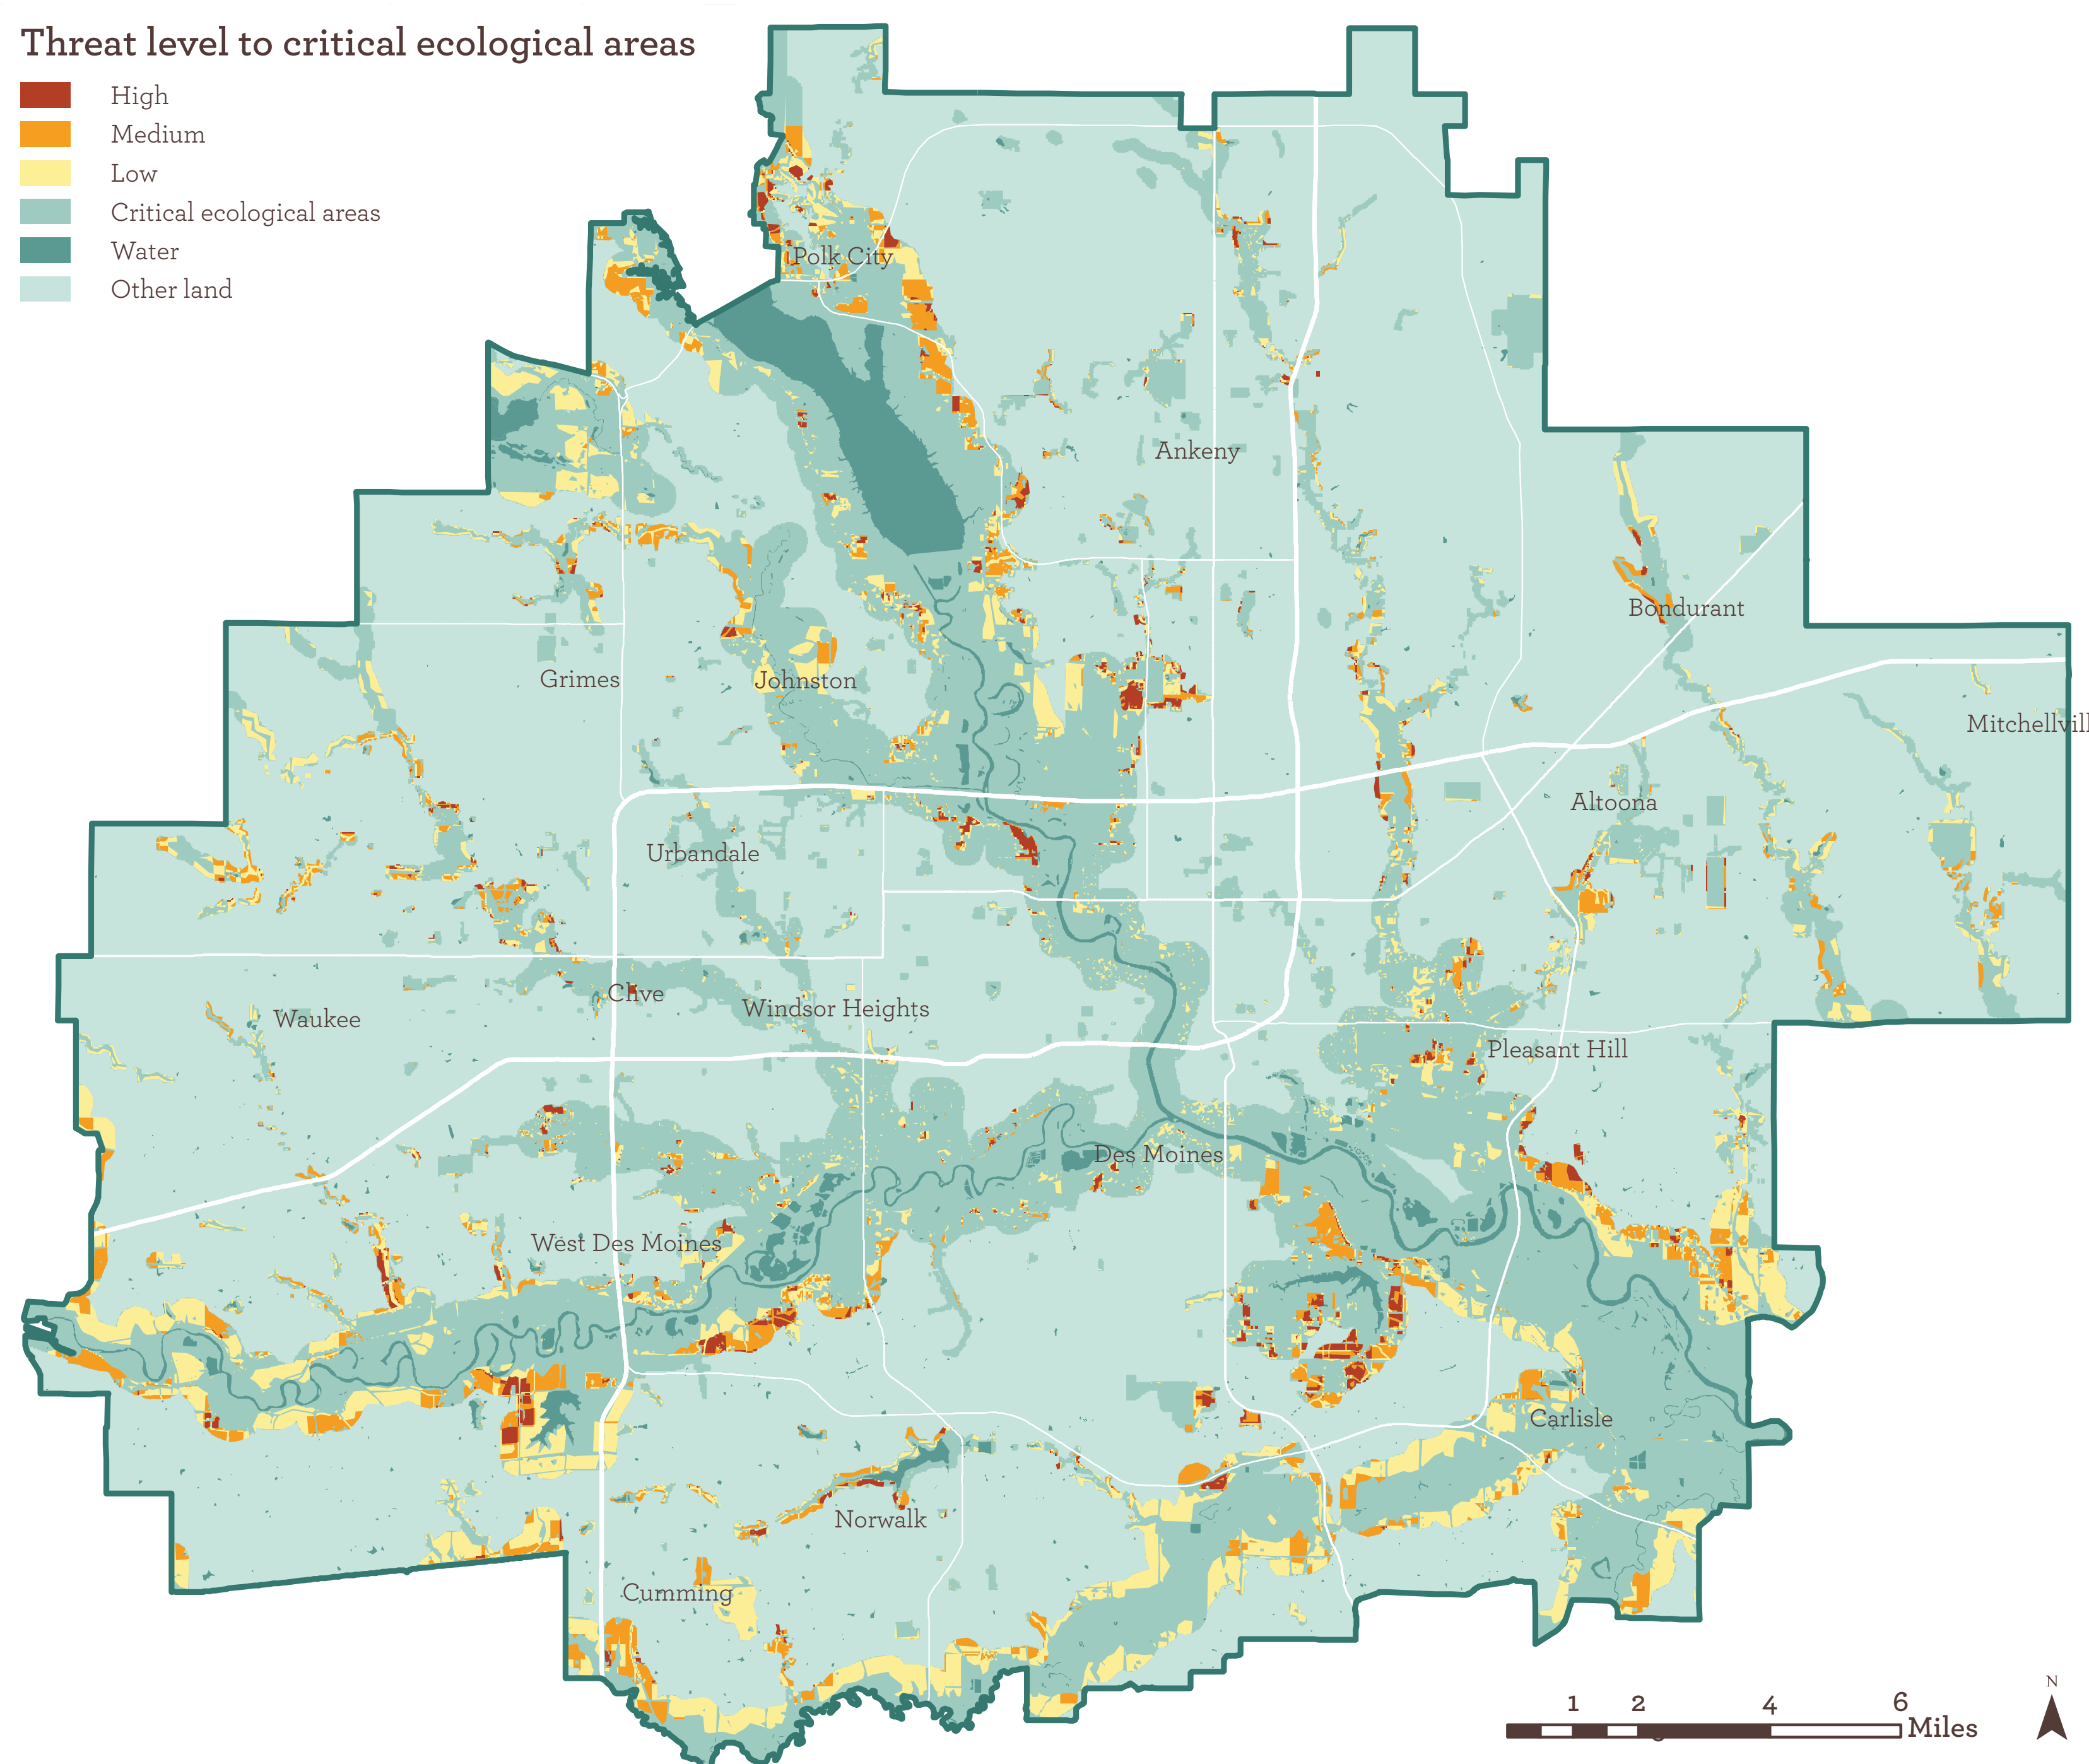 Threat level to critical ecological areas
High
Medium
Low
Critical ecological areas
Water
Other land
Polk City
Ankeny
Bondurant
Grimes
Johnston
Mitchellvill
Altoona
Urbandale
Clive
Windsor Heights
Waukee
Pleasant Hill
Des Moines
West Des Moines
Carlisle
Norwalk
Cumming
N
1 2 4 6
Miles